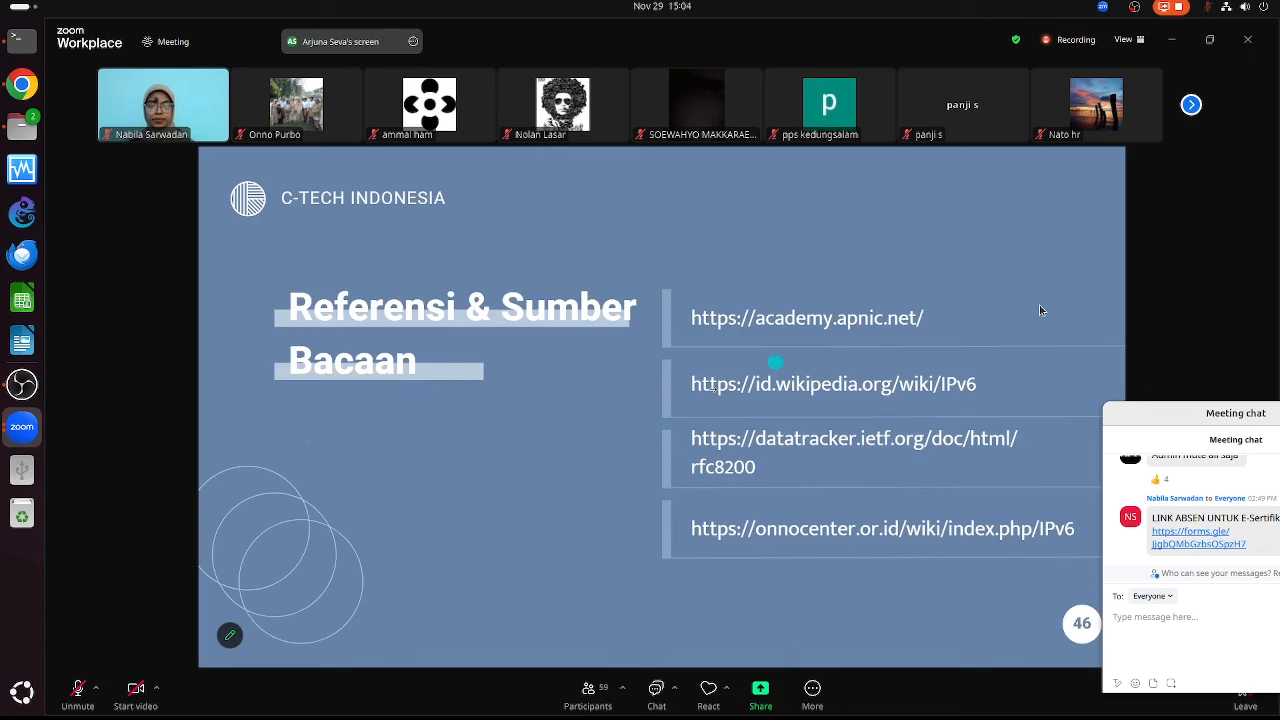 Nov 29 15:04
zoom
Workplace
Meeting
AS Arjuna Seva's screen
Recording
View
2
Nabila Sarwadan
Onno Purbo
ammal ham
Nolan Lasar
SOEWAHYO MAKKARAE...
p
pps kedungsalam
panji s
panji s
Nato hr
C-TECH INDONESIA
Referensi & Sumber
Bacaan
https://academy.apnic.net/
https://id.wikipedia.org/wiki/IPv6
https://datatracker.ietf.org/doc/html/
rfc8200
https://onnocenter.or.id/wiki/index.php/IPv6
46
zoom
Meeting chat
Meeting chat
Admin mute all saja
4
Nabila Sarwadan to Everyone 02:49 PM
NS
LINK ABSEN UNTUK E-Sertifik
https://forms.gle/
JjgbQMbGzbsQSpzH7
Who can see your messages? Re
To: Everyone
Type message here...
Unmute
Start video
59
Participants
Chat
React
Share
More
Leave